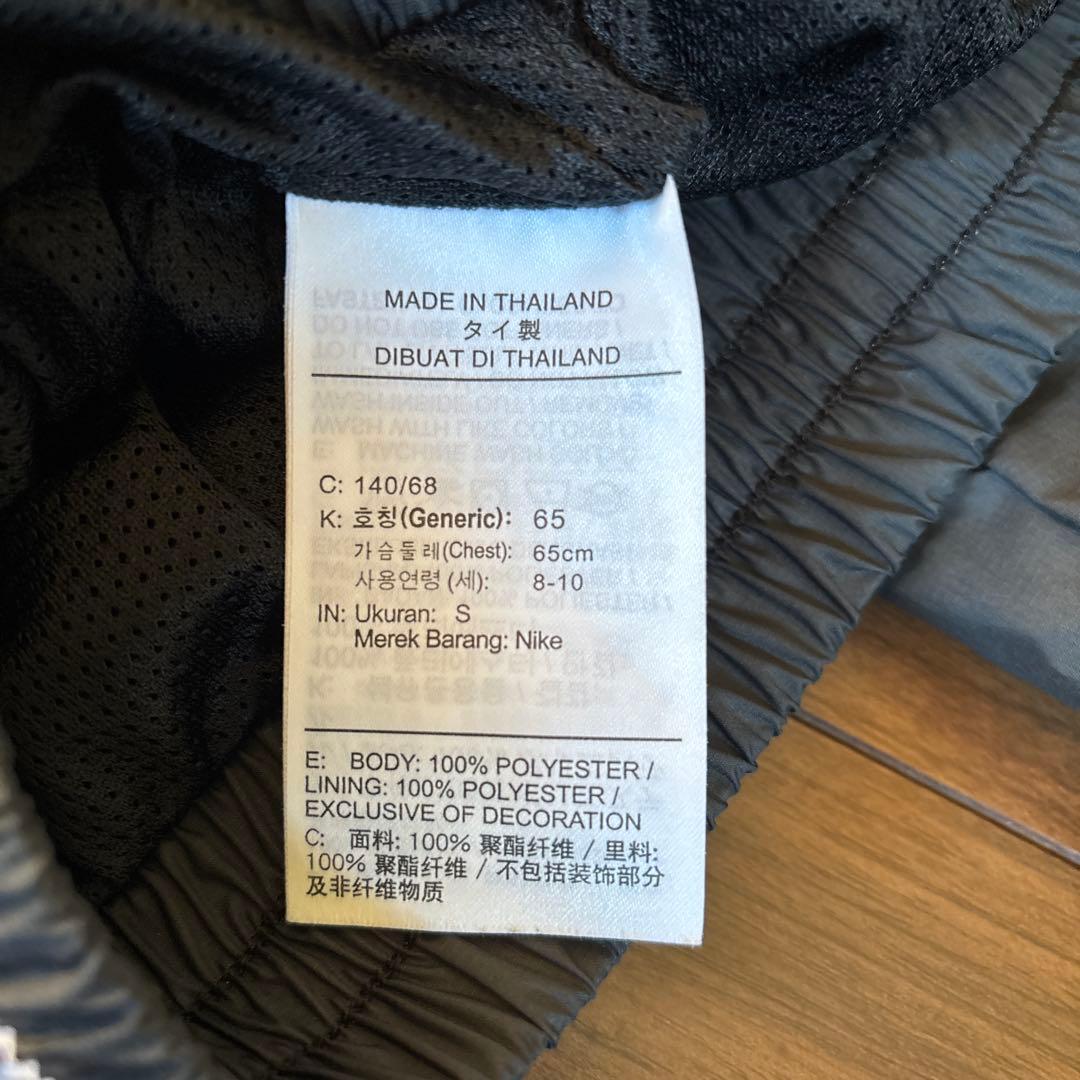 MADE IN THAILAND
タイ製
DIBUAT DI THAILAND
C: 140/68
K: 호칭(Generic): 65
가슴둘레(Chest): 65cm
사용연령 (세): 8-10
IN: Ukuran: S
Merek Barang: Nike
E: BODY: 100% POLYESTER /
LINING: 100% POLYESTER /
EXCLUSIVE OF DECORATION
C: 面料: 100% 聚酯纤维 / 里料:
100% 聚酯纤维 / 不包括装饰部分
及非纤维物质